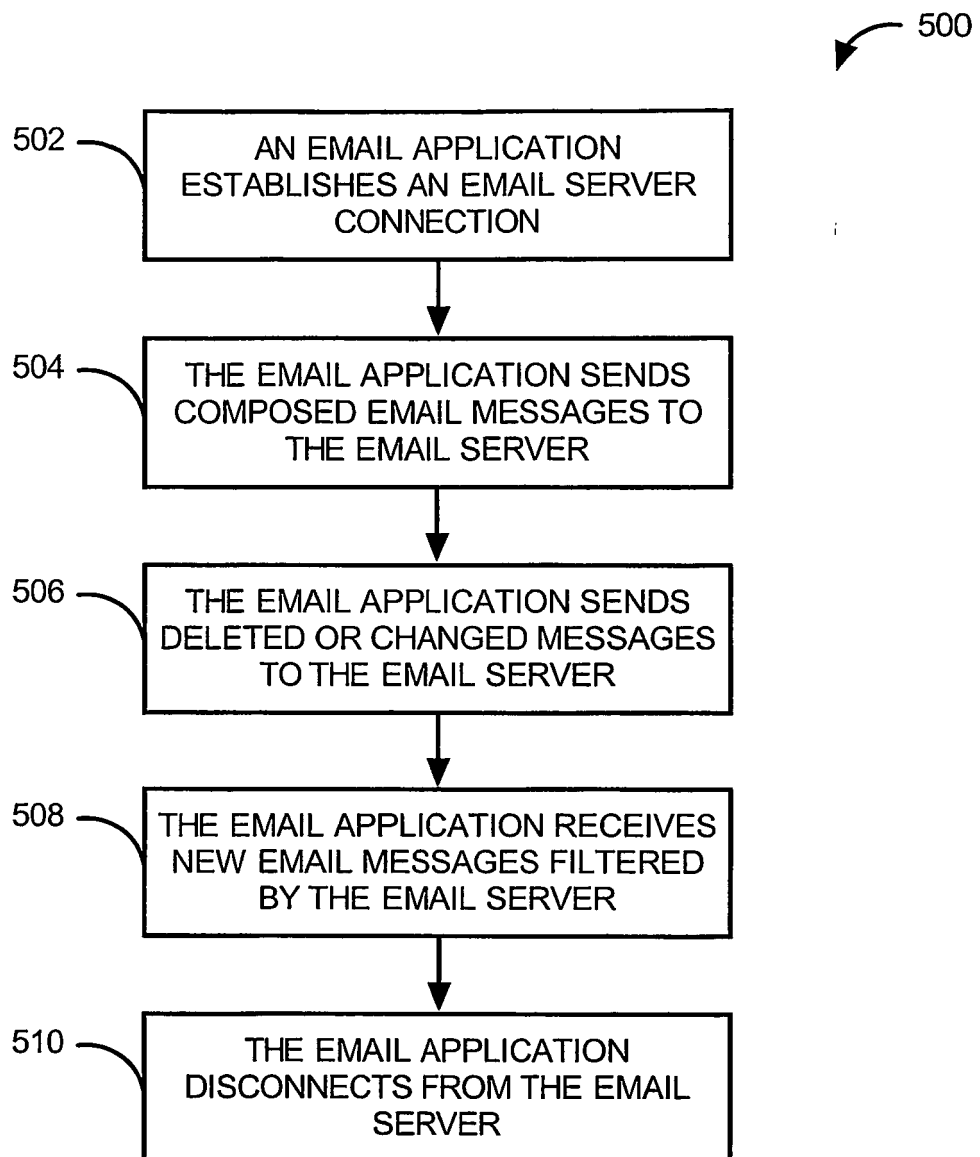 500
502
AN EMAIL APPLICATION
ESTABLISHES AN EMAIL SERVER
CONNECTION
504
THE EMAIL APPLICATION SENDS
COMPOSED EMAIL MESSAGES TO
THE EMAIL SERVER
506
THE EMAIL APPLICATION SENDS
DELETED OR CHANGED MESSAGES
TO THE EMAIL SERVER
508
THE EMAIL APPLICATION RECEIVES
NEW EMAIL MESSAGES FILTERED
BY THE EMAIL SERVER
510
THE EMAIL APPLICATION
DISCONNECTS FROM THE EMAIL
SERVER